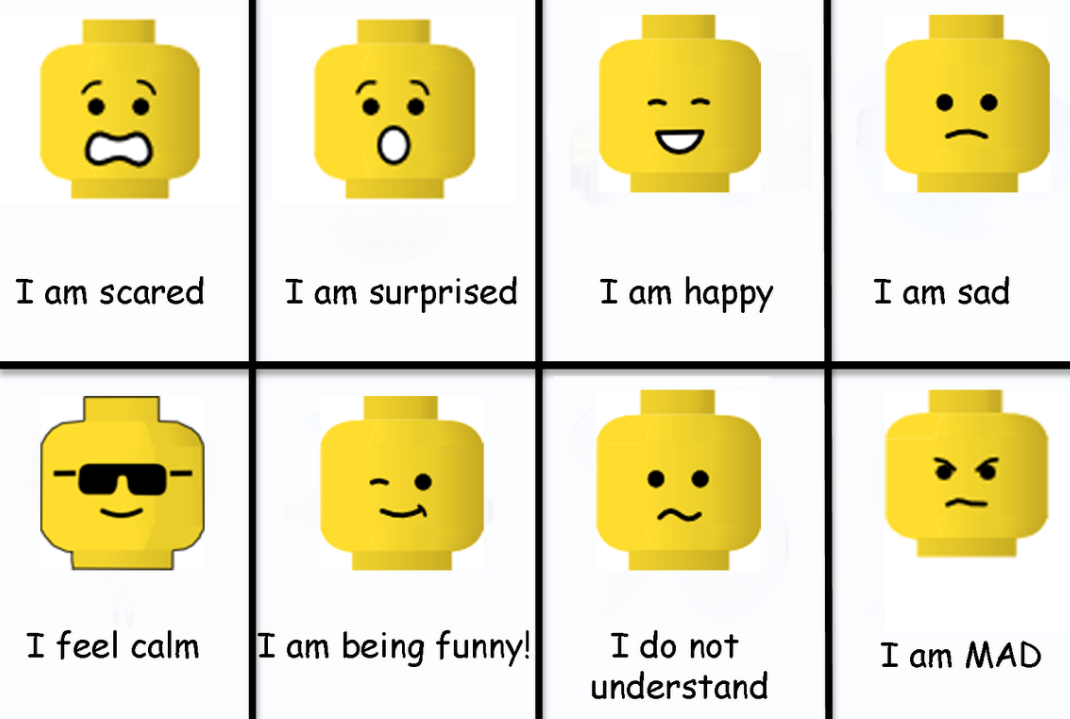 I am scared
I am surprised
I am happy
I am sad
I feel calm
I am being funny!
I do not
understand
I am MAD